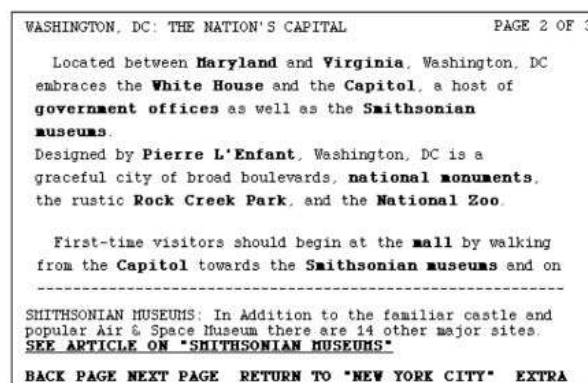 WASHINGTON, DC: THE NATION'S CAPITAL PAGE 2 OF 3
Located between Maryland and Virginia, Washington, DC
embraces the White House and the Capitol, a host of
government offices as well as the Smithsonian
museums.
Designed by Pierre L'Enfant, Washington, DC is a
graceful city of broad boulevards, national monuments,
the rustic Rock Creek Park, and the National Zoo.
First-time visitors should begin at the mall by walking
from the Capitol towards the Smithsonian museums and on
SMITHSONIAN MUSEUMS: In Addition to the familiar castle and
popular Air & Space Museum there are 14 other major sites.
SEE ARTICLE ON "SMITHSONIAN MUSEUMS"
BACK PAGE NEXT PAGE RETURN TO "NEW YORK CITY" EXTRA